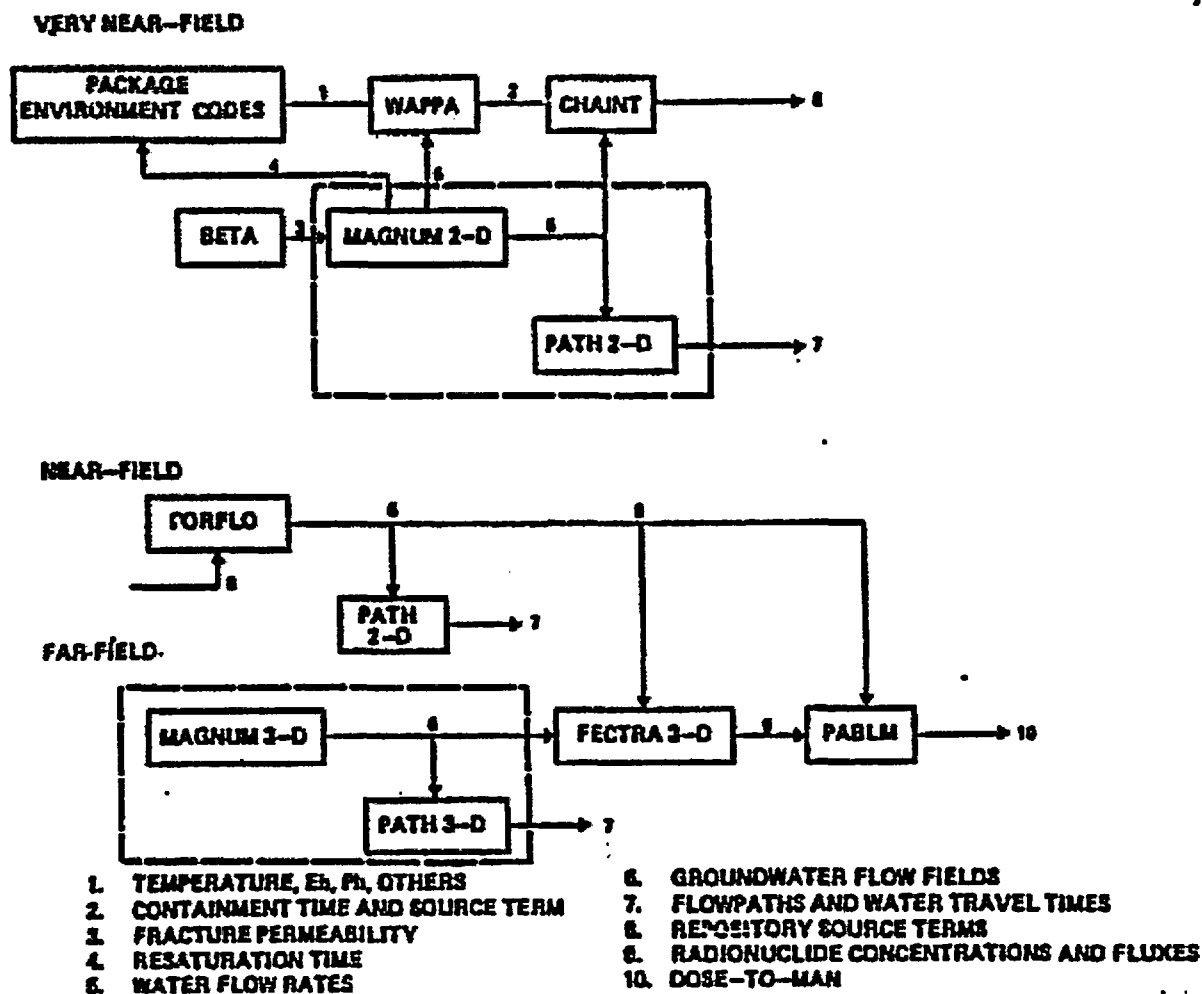 VERY NEAR-FIELD
PACKAGE
ENVIRONMENT CODES
1
WAPPA
2
CHAINT
4
BETA
3
MAGNUM 2-D
PATH 2-D
7
NEAR-FIELD
PORFLO
6
8
PATH
2-D
7
FAR-FIELD
MAGNUM 3-D
6
FECTRA 3-D
9
PABLM
10
PATH 3-D
7
1. TEMPERATURE, Eh, Ph, OTHERS
2. CONTAINMENT TIME AND SOURCE TERM
3. FRACTURE PERMEABILITY
4. RESATURATION TIME
5. WATER FLOW RATES
6. GROUNDWATER FLOW FIELDS
7. FLOWPATHS AND WATER TRAVEL TIMES
8. REPOSITORY SOURCE TERMS
9. RADIONUCLIDE CONCENTRATIONS AND FLUXES
10. DOSE-TO-MAN